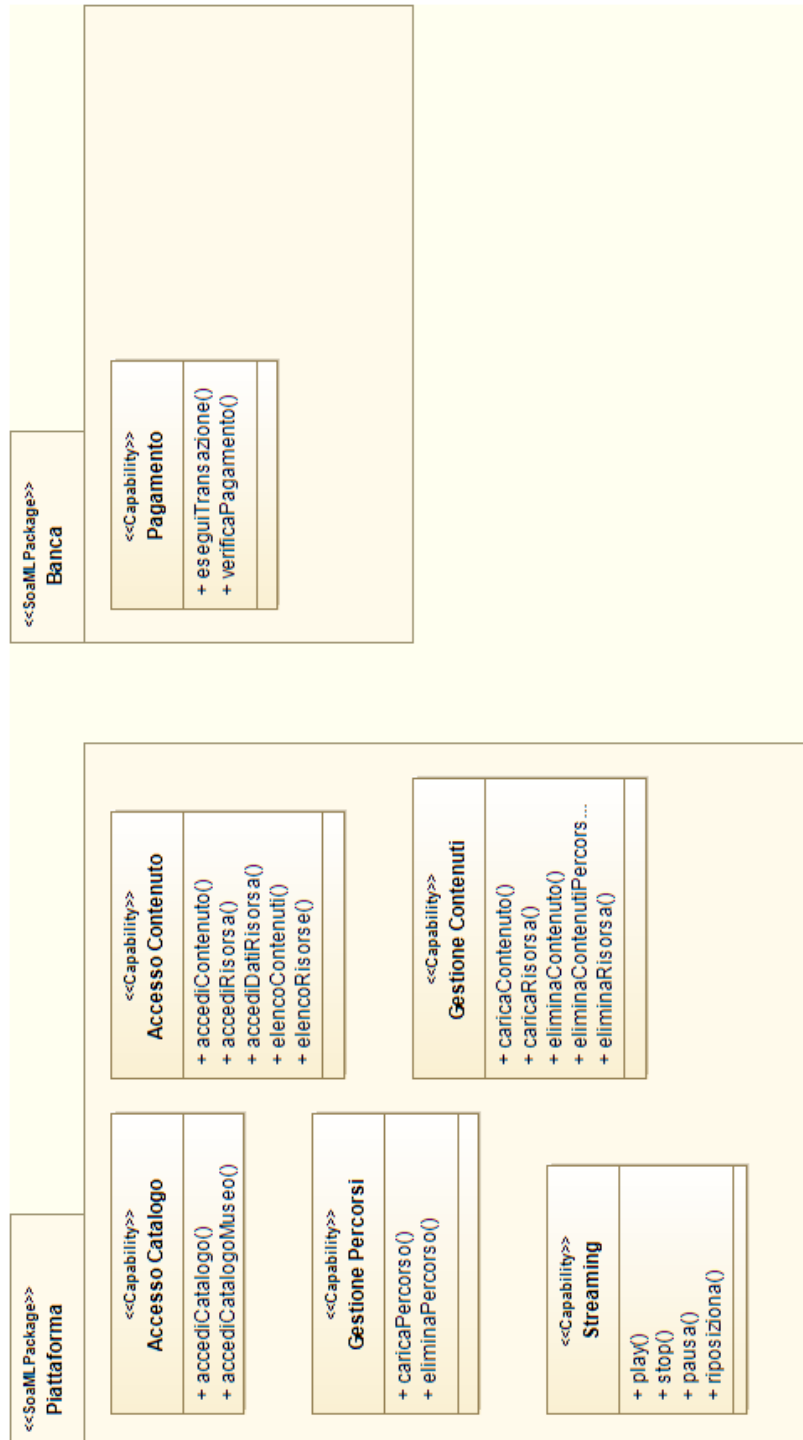 <<SoaMLPackage>>
Piattaforma
<<Capability>>
Accesso Catalogo
+ accediCatalogo()
+ accediCatalogoMuseo()
<<Capability>>
Accesso Contenuto
+ accediContenuto()
+ accediRisorsa()
+ accediDatiRisorsa()
+ elencoContenuti()
+ elencoRisorse()
<<Capability>>
Gestione Percorsi
+ caricaPercorso()
+ eliminaPercorso()
<<Capability>>
Gestione Contenuti
+ caricaContenuto()
+ caricaRisorsa()
+ eliminaContenuto()
+ eliminaContenutiPercors...
+ eliminaRisorsa()
<<Capability>>
Streaming
+ play()
+ stop()
+ pausa()
+ riposiziona()
<<SoaMLPackage>>
Banca
<<Capability>>
Pagamento
+ eseguiTransazione()
+ verificaPagamento()